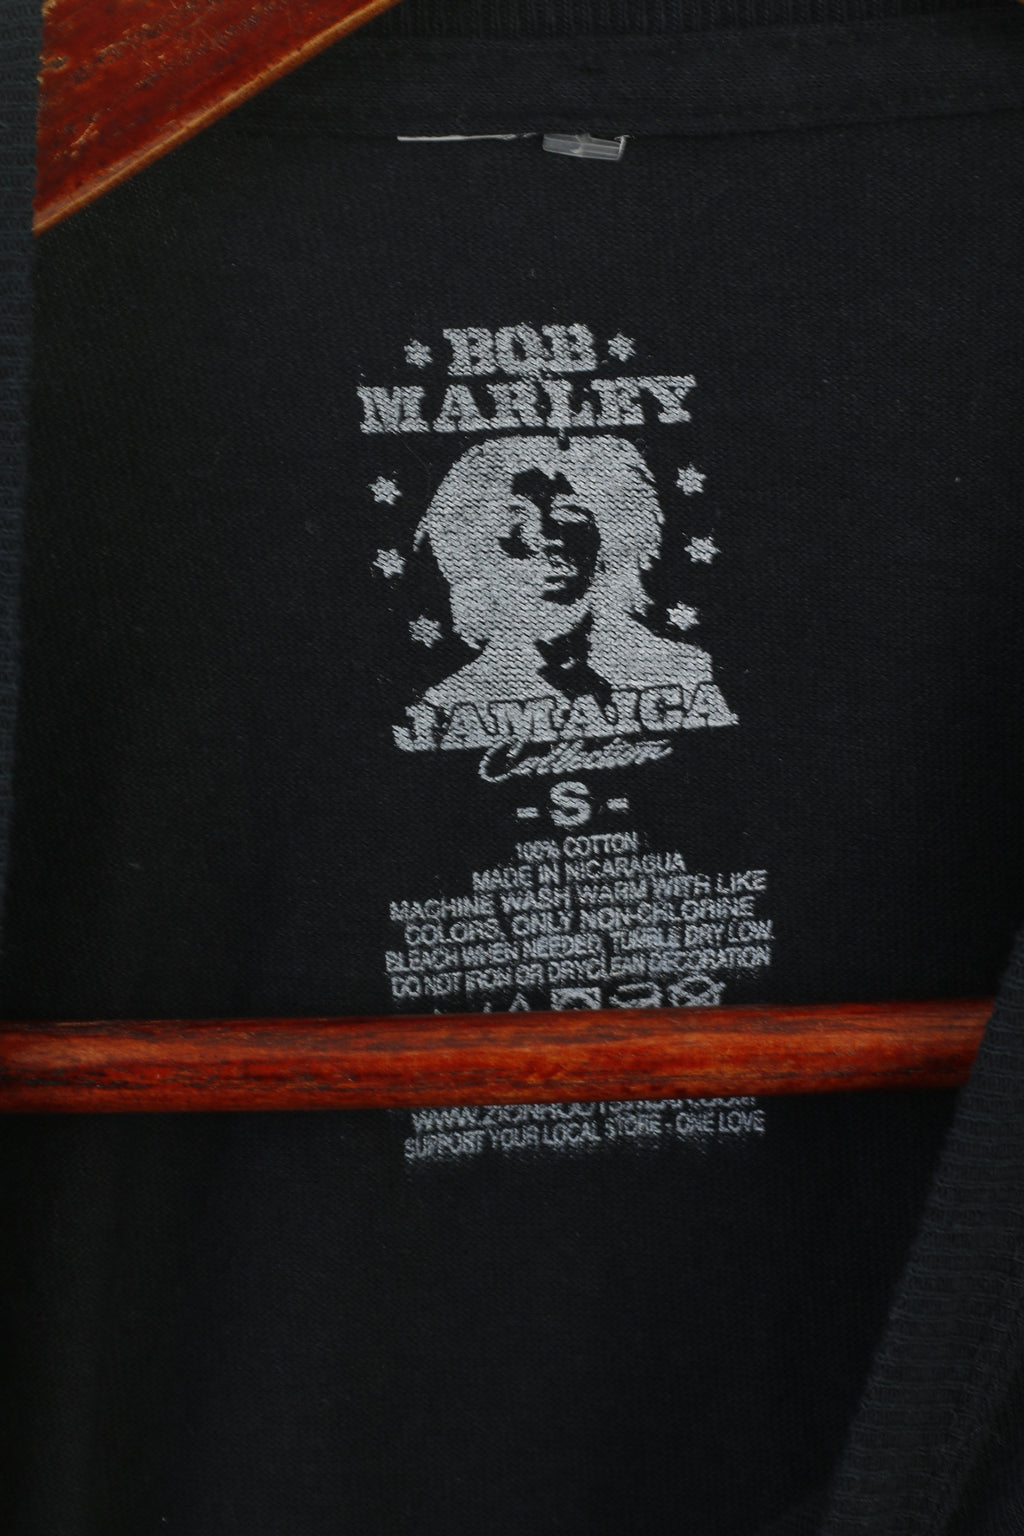 BOB
MARLEY
JAMAICA
Collection
- S -
100% COTTON
MADE IN NICARAGUA
MACHINE WASH WARM WITH LIKE
COLORS, ONLY NON-CHLORINE
BLEACH WHEN NEEDED, TUMBLE DRY LOW
DO NOT IRON OR DRYCLEAN DECORATION
SUPPORT YOUR LOCAL STORE - ONE LOVE